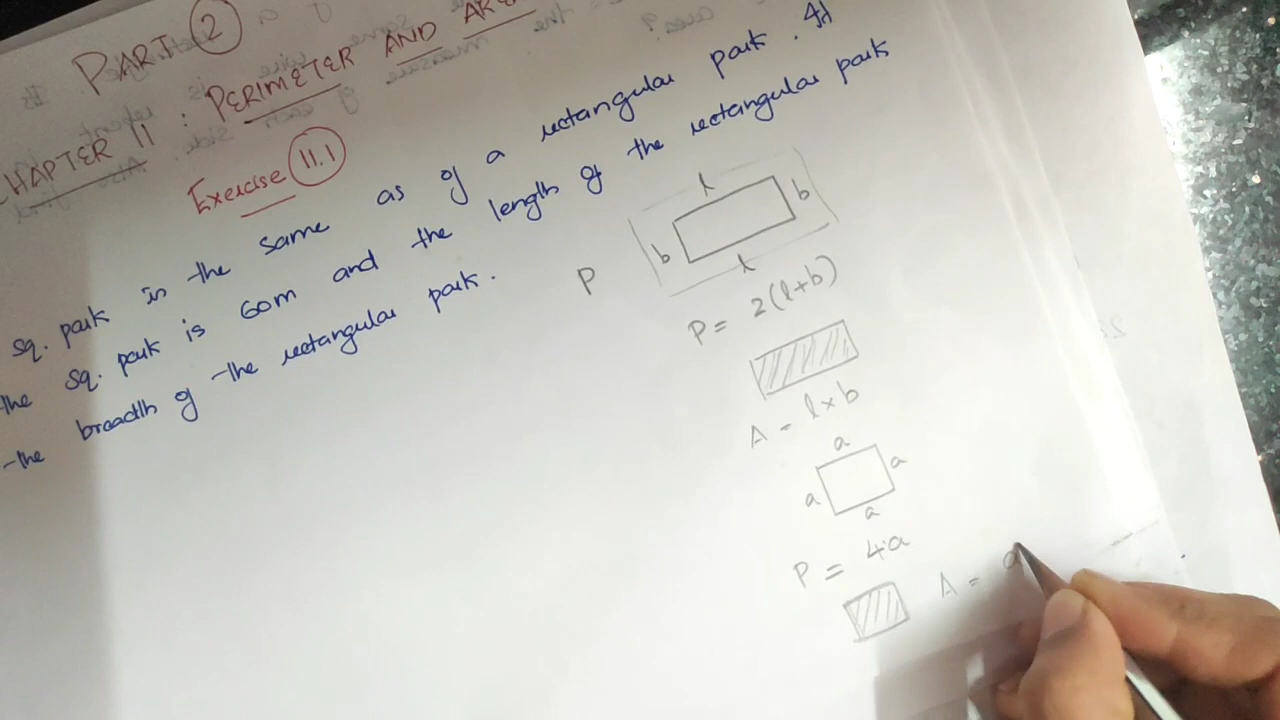 PART ②
CHAPTER 11 : PERIMETER AND
Exercise 11.1
sq. park is the same as of a rectangular park. If
the sq. park is 60m and the length of the rectangular park
the breadth of the rectangular park.
l
b
b
l
P
P = 2(l+b)
A = l×b
a
a
a
a
P = 4a
A = a